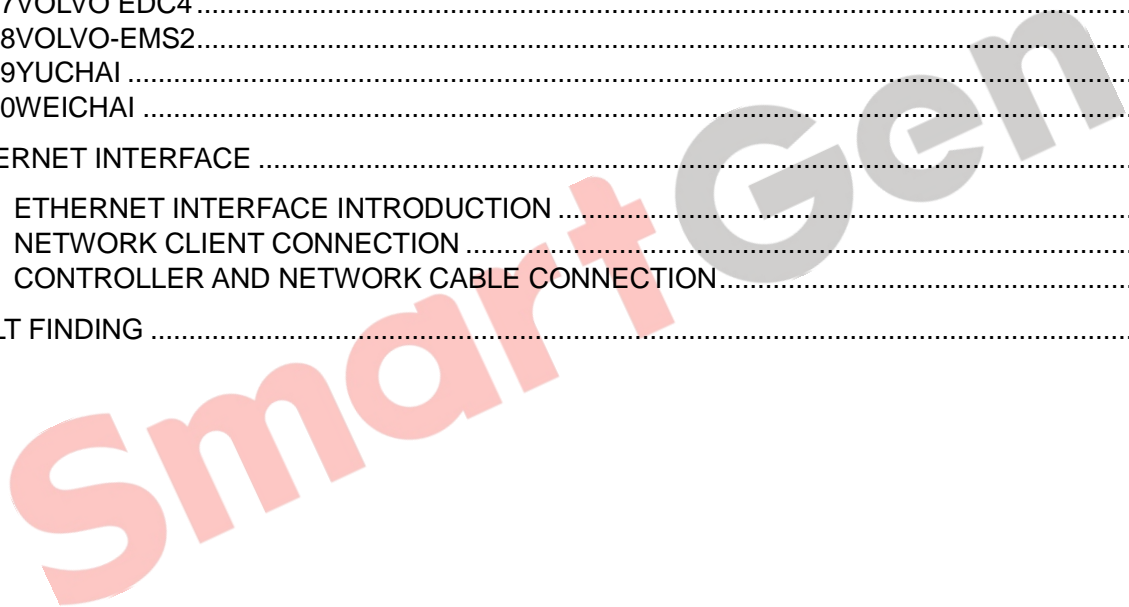 7VOLVO EDC4
8VOLVO-EMS2
9YUCHAI
0WEICHAI
ERNET INTERFACE
ETHERNET INTERFACE INTRODUCTION
NETWORK CLIENT CONNECTION
CONTROLLER AND NETWORK CABLE CONNECTION
LT FINDING
SmartGen